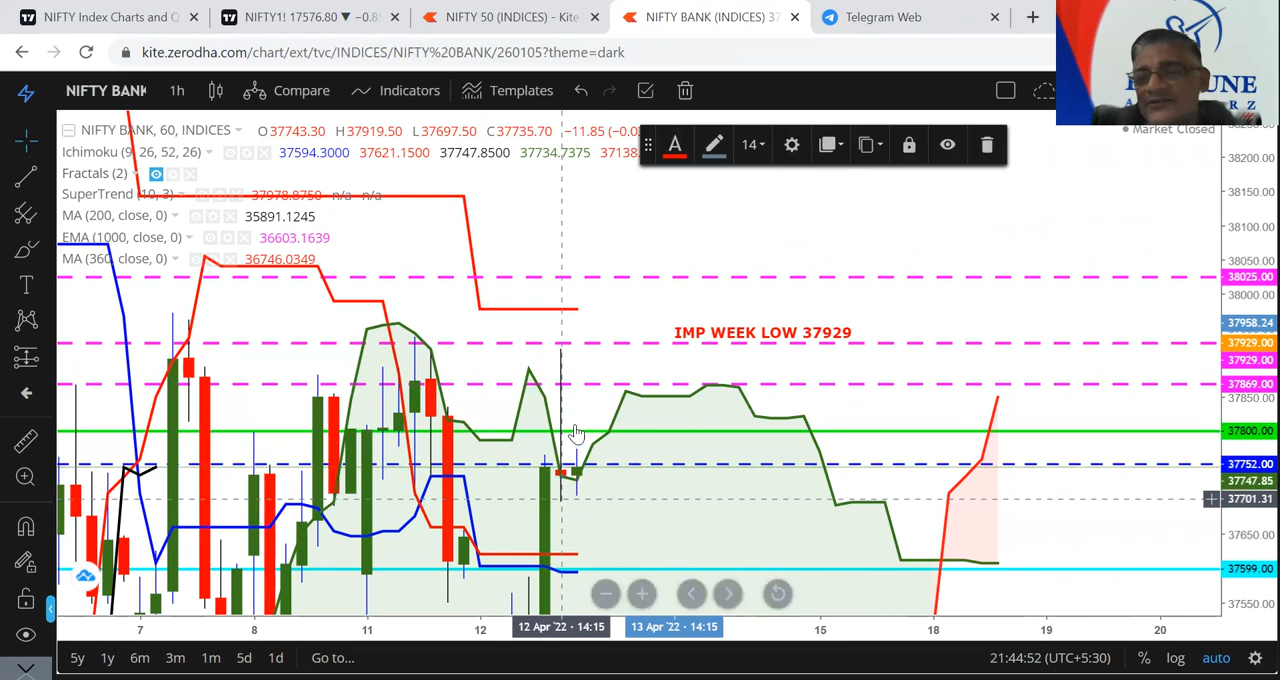 NIFTY Index Charts and Q
NIFTY1! 17576.80 ▼ −0.8
NIFTY 50 (INDICES) - Kite
NIFTY BANK (INDICES) 37
Telegram Web
kite.zerodha.com/chart/ext/tvc/INDICES/NIFTY%20BANK/260105?theme=dark
NIFTY BANK
1h
Compare
Indicators
Templates
NIFTY BANK, 60, INDICES
O37743.30 H37919.50 L37697.50 C37735.70 −11.85 (−0.0
Market Closed
Ichimoku (9, 26, 52, 26)
37594.3000 37621.1500 37747.8500 37734.7375 37138.
14
Fractals (2)
SuperTrend (10, 3)
37978.8750 n/a n/a
MA (200, close, 0)
35891.1245
EMA (1000, close, 0)
36603.1639
MA (360, close, 0)
36746.0349
IMP WEEK LOW 37929
38200.00
38150.00
38100.00
38050.00
38025.00
38000.00
37958.24
37929.00
37929.00
37869.00
37850.00
37800.00
37752.00
37747.85
37701.31
37650.00
37599.00
37550.00
7
8
11
12
12 Apr '22 • 14:15
13 Apr '22 • 14:15
15
18
19
20
5y 1y 6m 3m 1m 5d 1d Go to...
21:44:52 (UTC+5:30)
%
log
auto